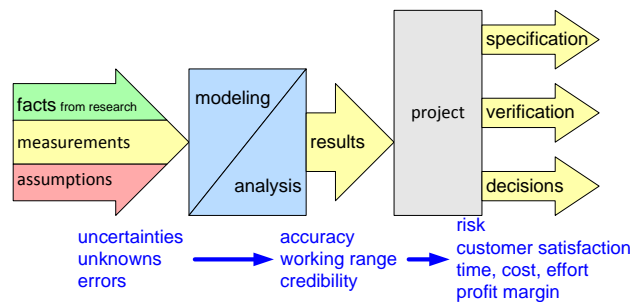 facts from research
measurements
assumptions
modeling
analysis
results
project
specification
verification
decisions
uncertainties
unknowns
errors
accuracy
working range
credibility
risk
customer satisfaction
time, cost, effort
profit margin